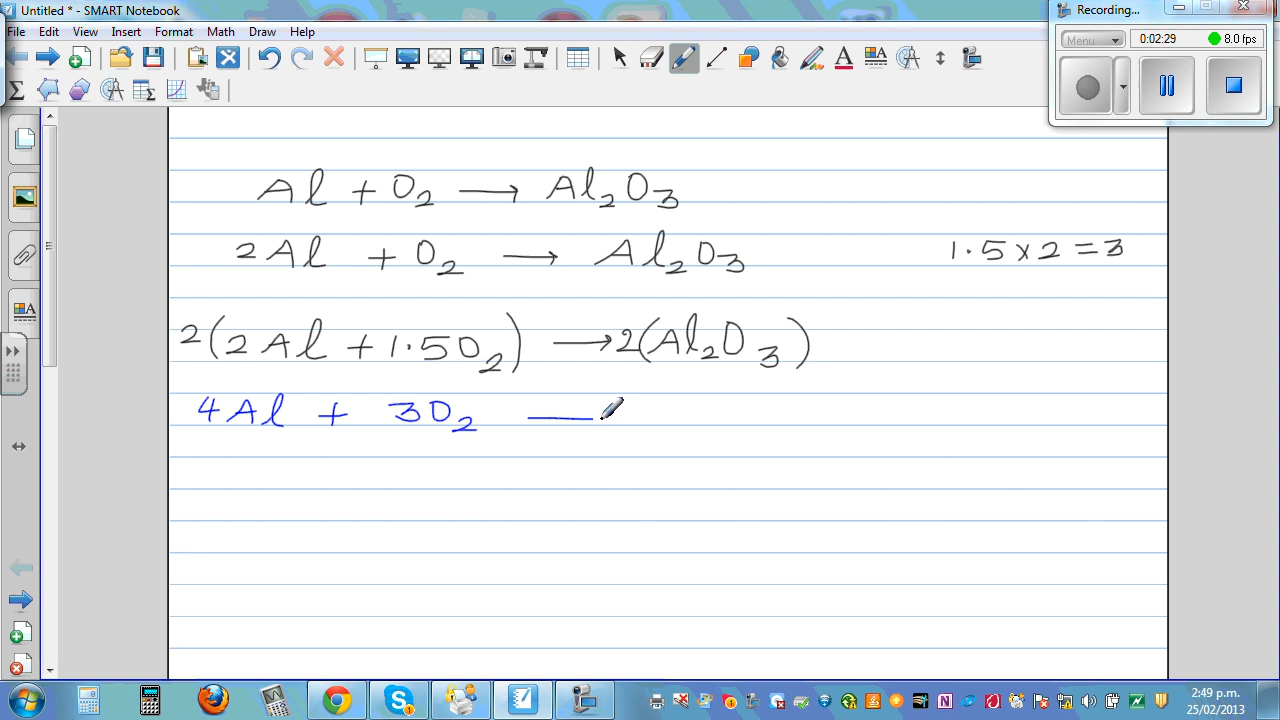 Untitled * - SMART Notebook
Recording...
File Edit View Insert Format Math Draw Help
Menu 0:02:29 8.0 fps
Al + O₂ → Al₂O₃
2Al + O₂ → Al₂O₃ 1.5 × 2 = 3
2(2Al + 1.5O₂) → 2(Al₂O₃)
4Al + 3O₂ —
2:49 p.m.
25/02/2013